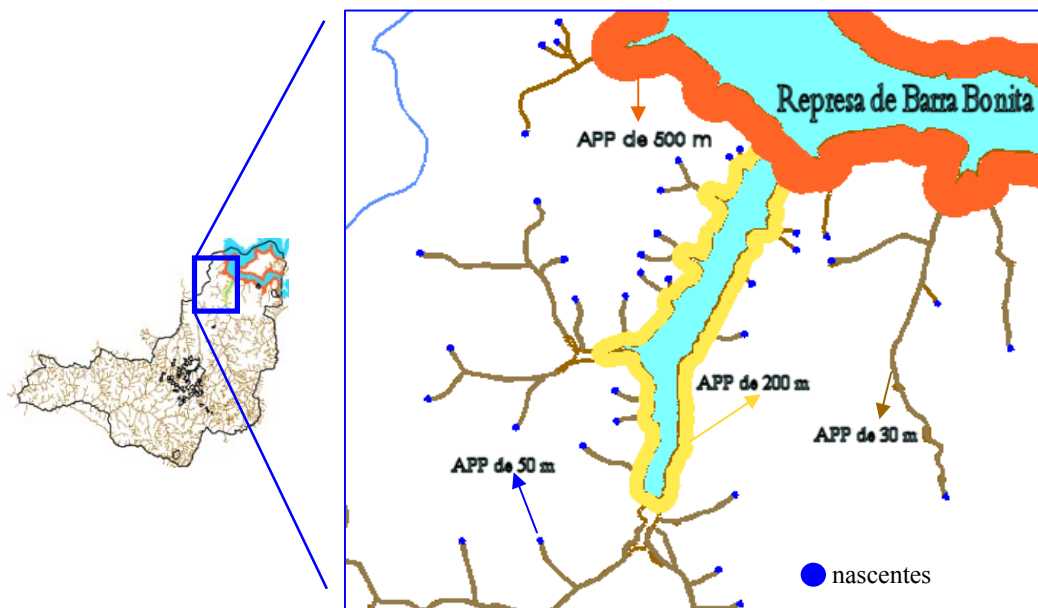 Represa de Barra Bonita
APP de 500 m
APP de 200 m
APP de 30 m
APP de 50 m
nascentes